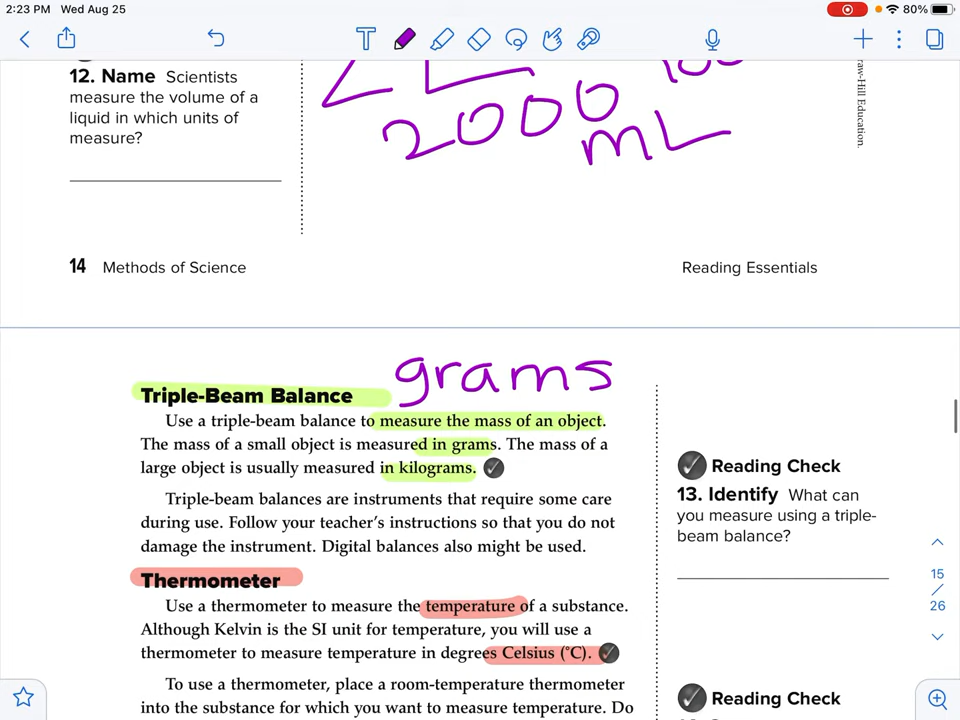 2:23 PM Wed Aug 25
80%
T
12. Name Scientists
measure the volume of a
liquid in which units of
measure?
2000
mL
raw-Hill Education.
14 Methods of Science
Reading Essentials
grams
Triple-Beam Balance
Use a triple-beam balance to measure the mass of an object.
The mass of a small object is measured in grams. The mass of a
large object is usually measured in kilograms.
Triple-beam balances are instruments that require some care
during use. Follow your teacher's instructions so that you do not
damage the instrument. Digital balances also might be used.
Thermometer
Use a thermometer to measure the temperature of a substance.
Although Kelvin is the SI unit for temperature, you will use a
thermometer to measure temperature in degrees Celsius (°C).
To use a thermometer, place a room-temperature thermometer
into the substance for which you want to measure temperature. Do
Reading Check
13. Identify What can
you measure using a triple-
beam balance?
15
/
26
Reading Check